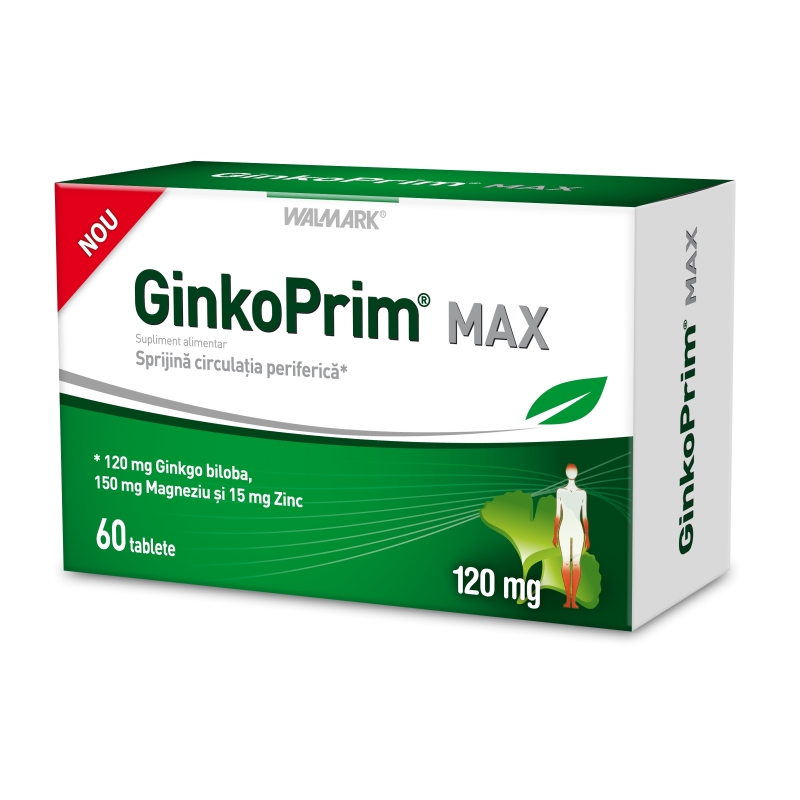 GinkoPrim® MAX
NOU
WALMARK®
GinkoPrim® MAX
Supliment alimentar
Sprijină circulația periferică*
* 120 mg Ginkgo biloba,
150 mg Magneziu și 15 mg Zinc
60 tablete
120 mg
GinkoPrim® MAX